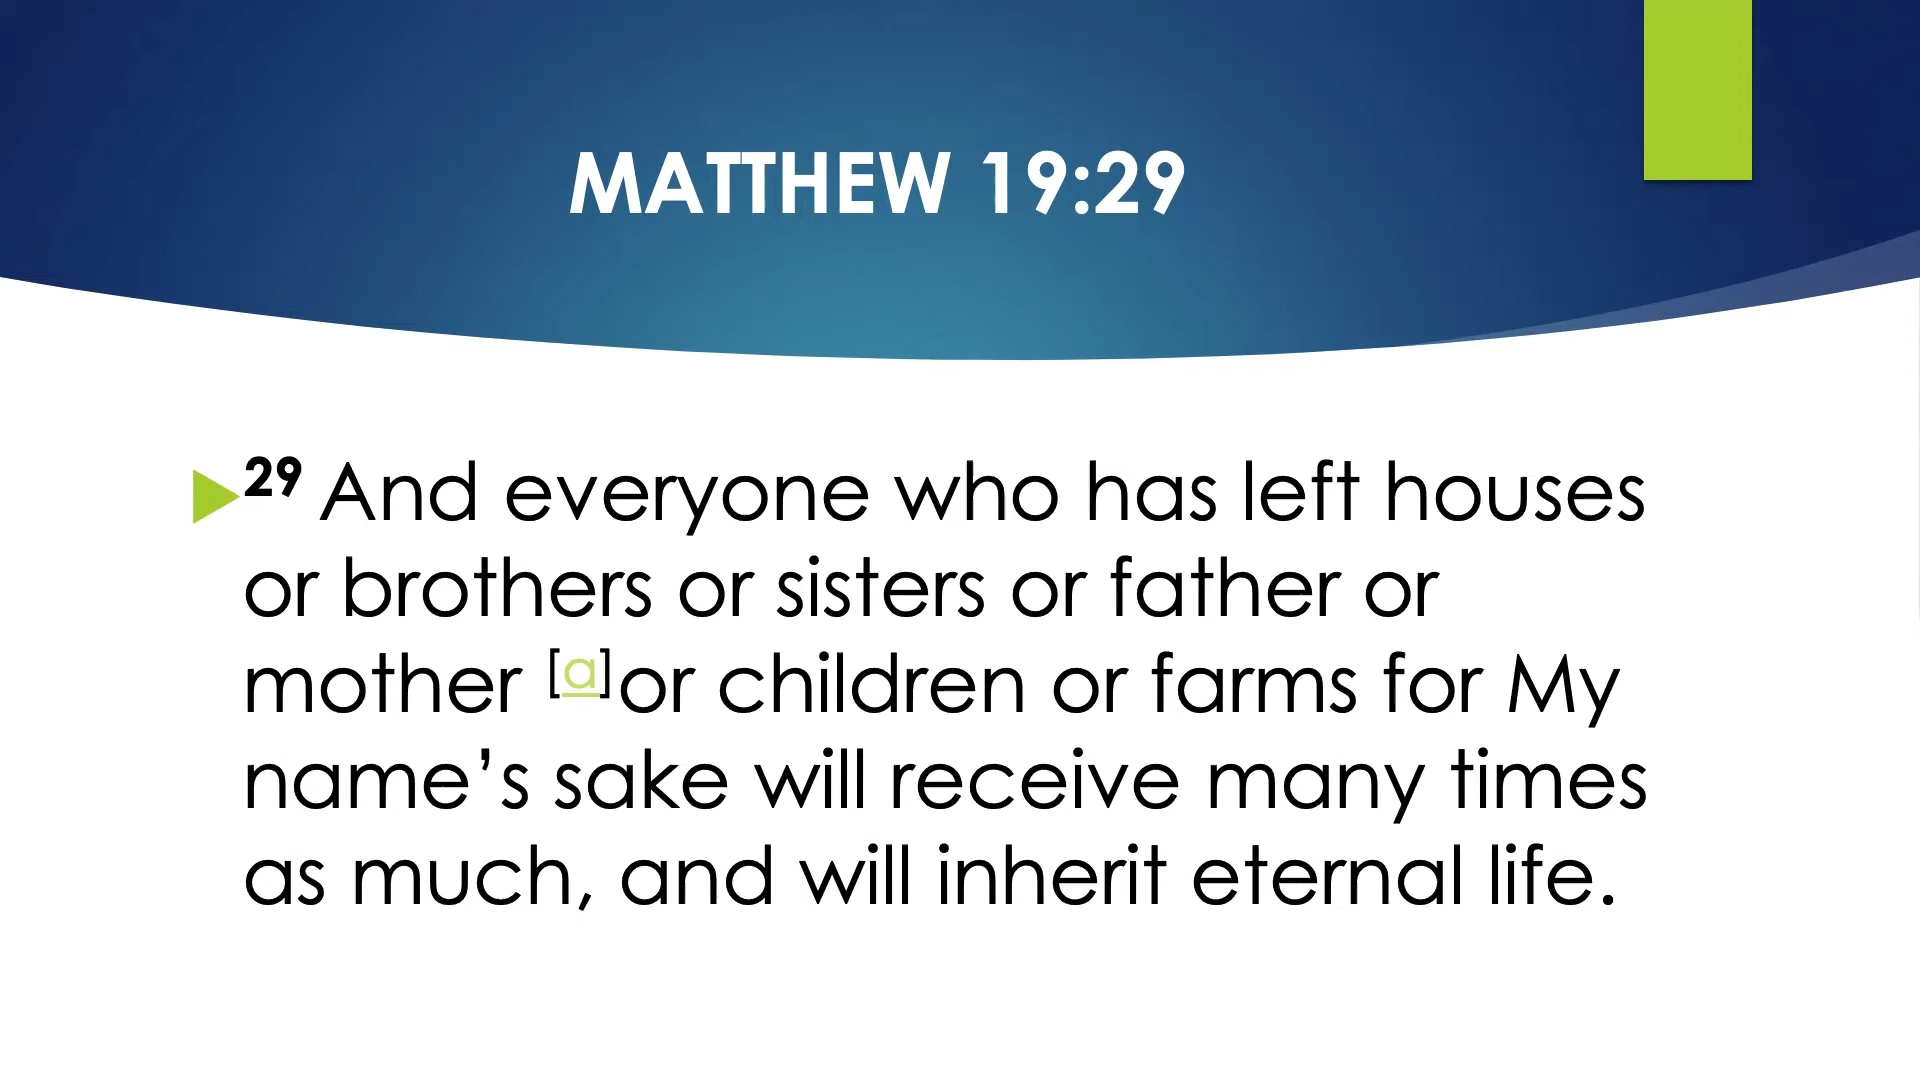 MATTHEW 19:29
29 And everyone who has left houses
or brothers or sisters or father or
mother [a]or children or farms for My
name’s sake will receive many times
as much, and will inherit eternal life.